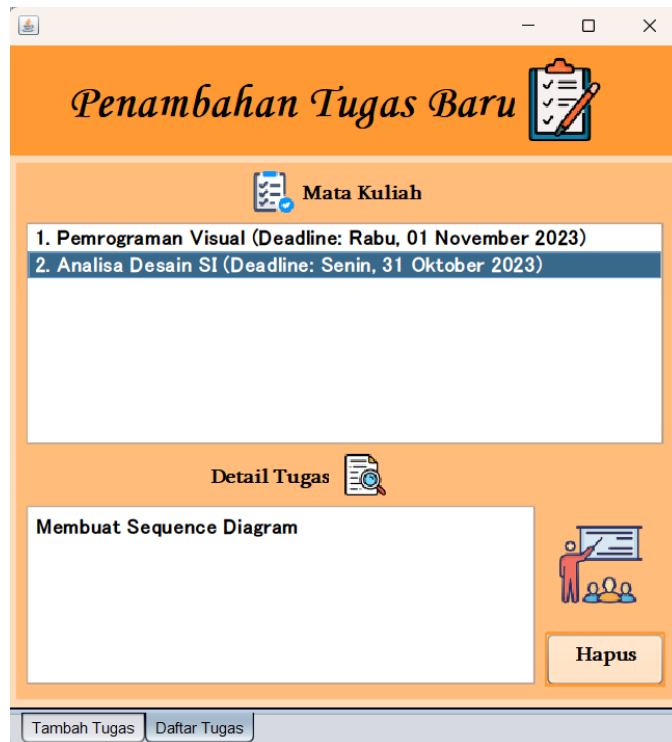 Penambahan Tugas Baru
Mata Kuliah
1. Pemrograman Visual (Deadline: Rabu, 01 November 2023)
2. Analisa Desain SI (Deadline: Senin, 31 Oktober 2023)
Detail Tugas
Membuat Sequence Diagram
Hapus
Tambah Tugas
Daftar Tugas